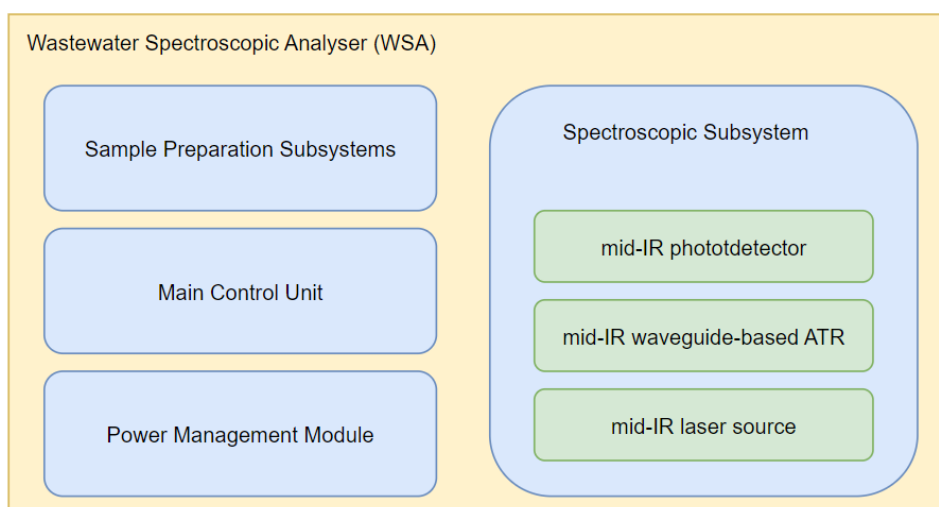 Wastewater Spectroscopic Analyser (WSA)
Sample Preparation Subsystems
Main Control Unit
Power Management Module
Spectroscopic Subsystem
mid-IR phototdetector
mid-IR waveguide-based ATR
mid-IR laser source